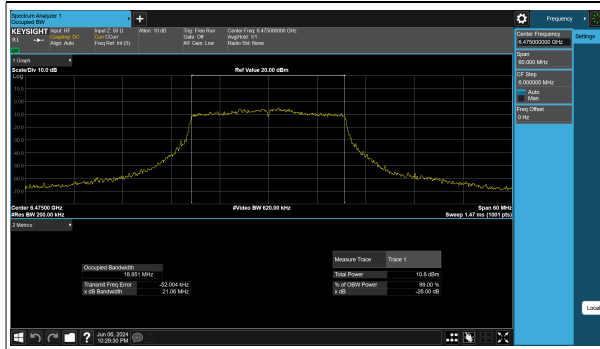 Spectrum Analyzer 1
Occupied BW
+
Frequency
KEYSIGHT
Input: RF
Input Z: 50 Ω
Atten: 10 dB
Trig: Free Run
Center Freq: 6.475000000 GHz
RL
Coupling: DC
Corr CCorr
Gate: Off
Avg|Hold: 1/1
Align: Auto
Freq Ref: Int (S)
#IF Gain: Low
Radio Std: None
Center Frequency
6.475000000 GHz
Settings
Span
60.000 MHz
CF Step
6.000000 MHz
Auto
Man
Freq Offset
0 Hz
1 Graph
Scale/Div 10.0 dB
Ref Value 20.00 dBm
Log
10.0
0.00
Center 6.47500 GHz
#Video BW 620.00 kHz
Span 60 MHz
#Res BW 200.00 kHz
Sweep 1.47 ms (1001 pts)
2 Metrics
Measure Trace
Trace 1
Occupied Bandwidth
18.851 MHz
Total Power
10.8 dBm
Transmit Freq Error
-52.004 kHz
% of OBW Power
99.00 %
x dB Bandwidth
21.06 MHz
x dB
-26.00 dB
Local
?
Jun 06, 2024
10:29:30 PM